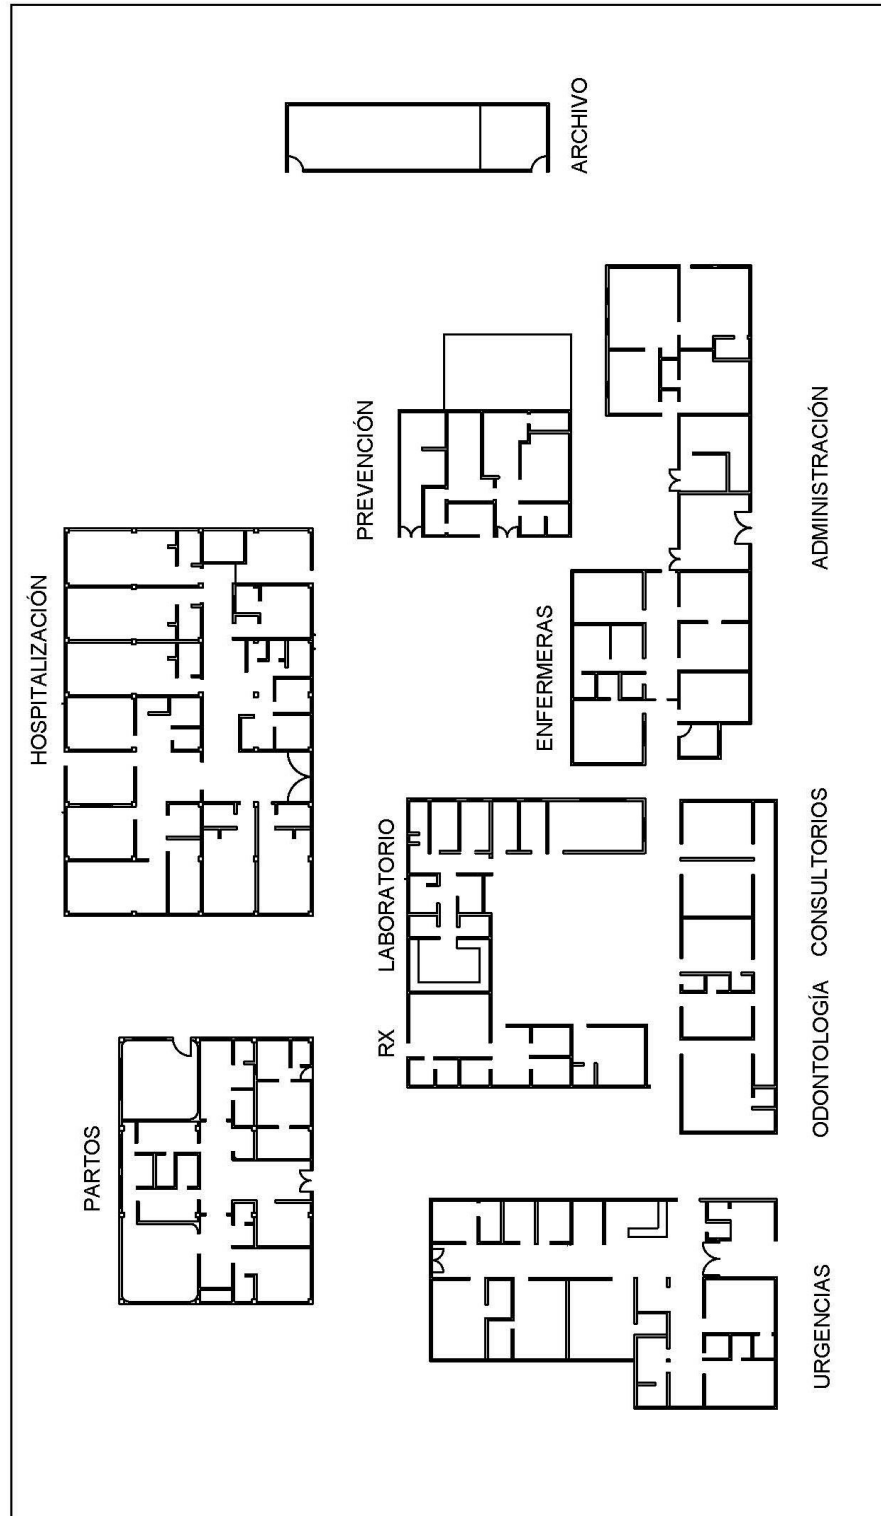 ARCHIVO
HOSPITALIZACIÓN
PREVENCIÓN
ADMINISTRACIÓN
ENFERMERAS
PARTOS
RX
LABORATORIO
ODONTOLOGÍA
CONSULTORIOS
URGENCIAS